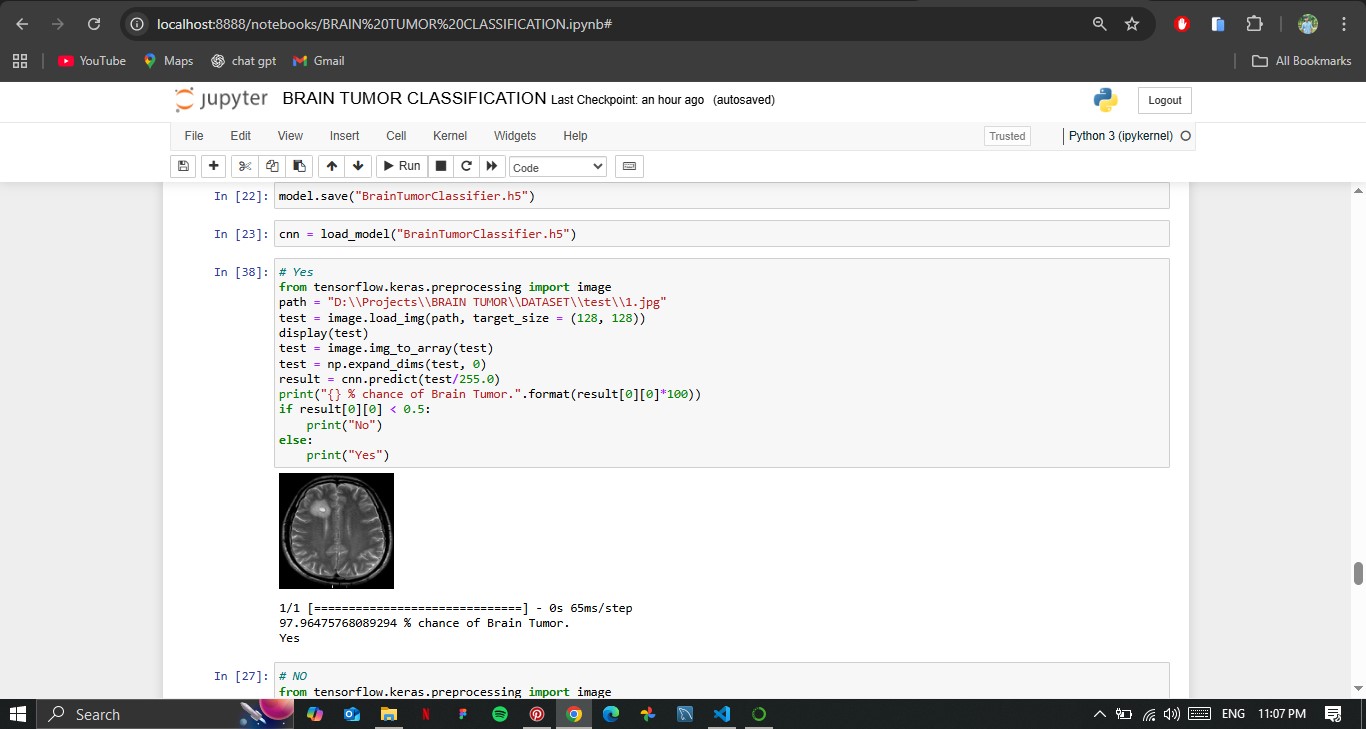 localhost:8888/notebooks/BRAIN%20TUMOR%20CLASSIFICATION.ipynb#
YouTube Maps chat gpt Gmail All Bookmarks
jupyter BRAIN TUMOR CLASSIFICATION Last Checkpoint: an hour ago (autosaved) Logout
File Edit View Insert Cell Kernel Widgets Help Trusted Python 3 (ipykernel)
Run Code
In [22]: model.save("BrainTumorClassifier.h5")
In [23]: cnn = load_model("BrainTumorClassifier.h5")
In [38]: # Yes
from tensorflow.keras.preprocessing import image
path = "D:\\Projects\\BRAIN TUMOR\\DATASET\\test\\1.jpg"
test = image.load_img(path, target_size = (128, 128))
display(test)
test = image.img_to_array(test)
test = np.expand_dims(test, 0)
result = cnn.predict(test/255.0)
print("{} % chance of Brain Tumor.".format(result[0][0]*100))
if result[0][0] < 0.5:
    print("No")
else:
    print("Yes")
1/1 [==============================] - 0s 65ms/step
97.96475768089294 % chance of Brain Tumor.
Yes
In [27]: # NO
from tensorflow.keras.preprocessing import image
Search ENG 11:07 PM